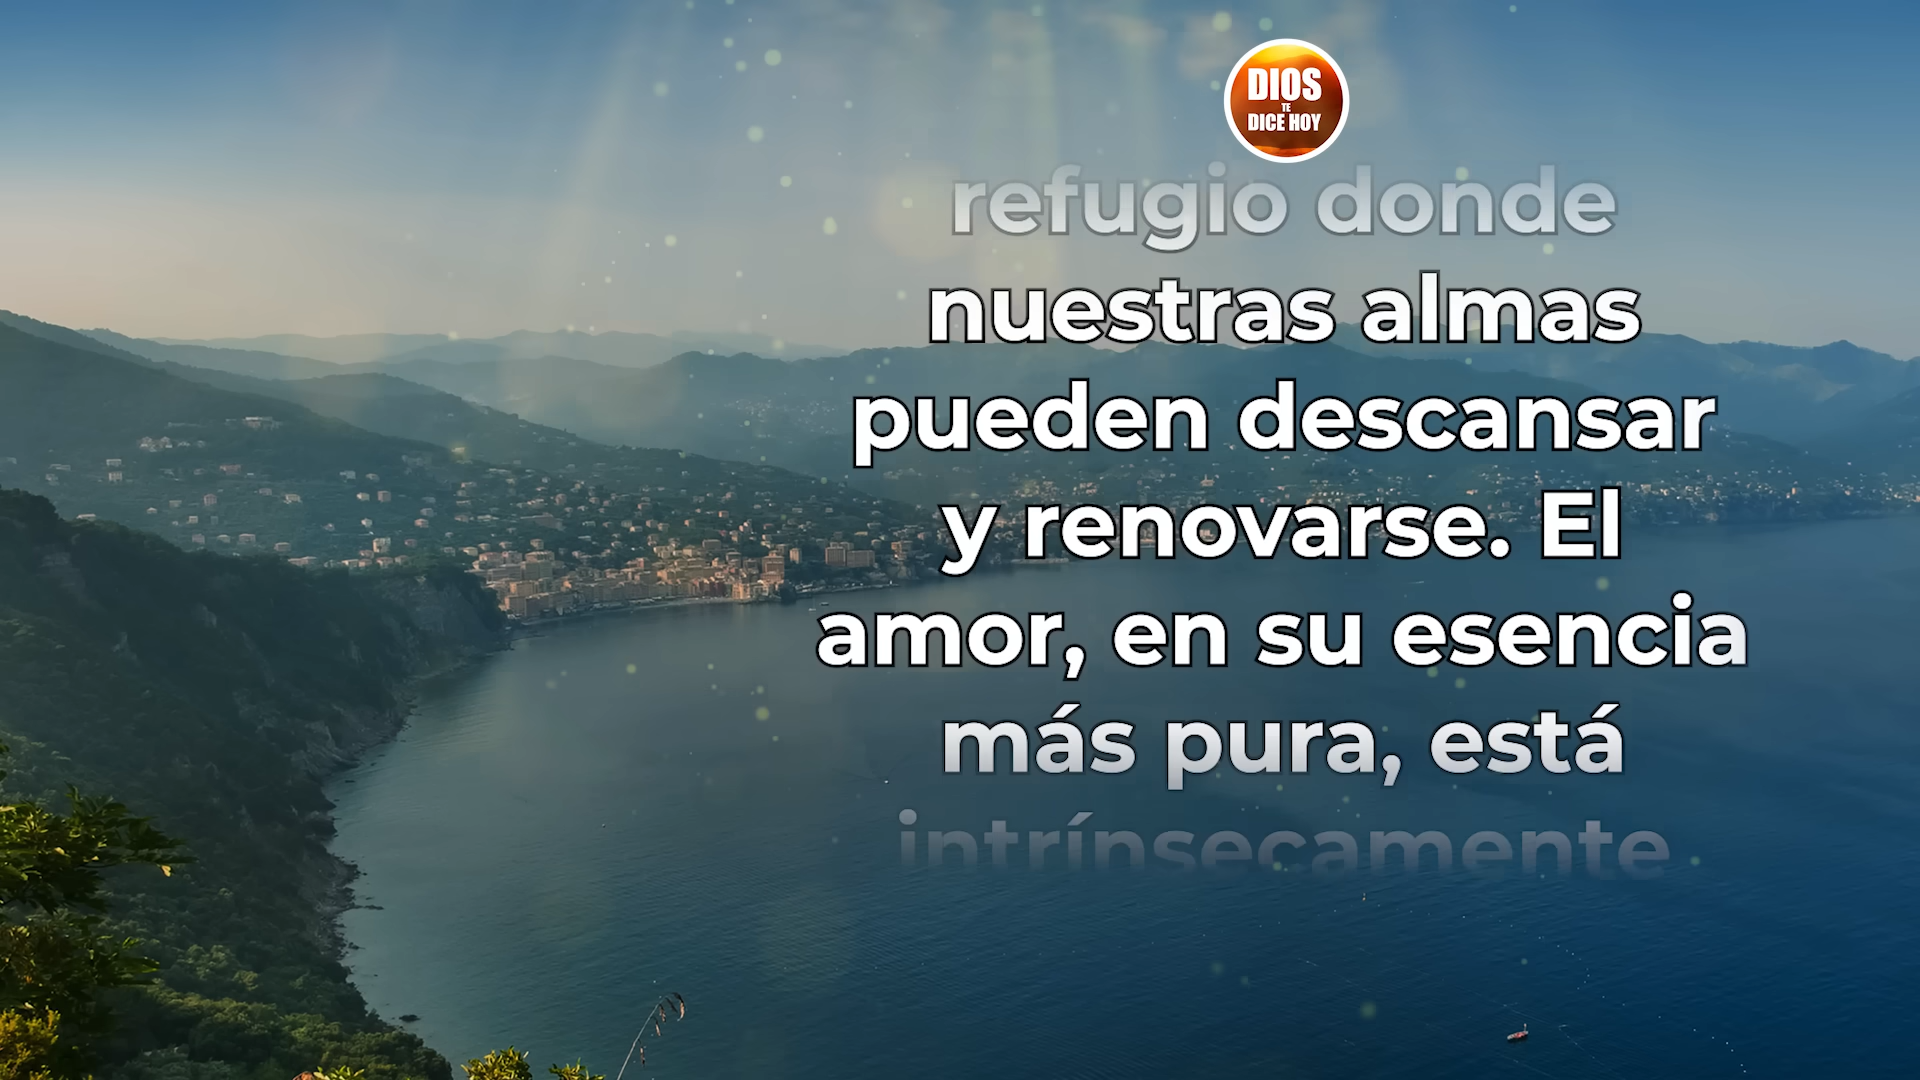 DIOS
TE
DICE HOY
refugio donde
nuestras almas
pueden descansar
y renovarse. El
amor, en su esencia
más pura, está
intrínsecamente